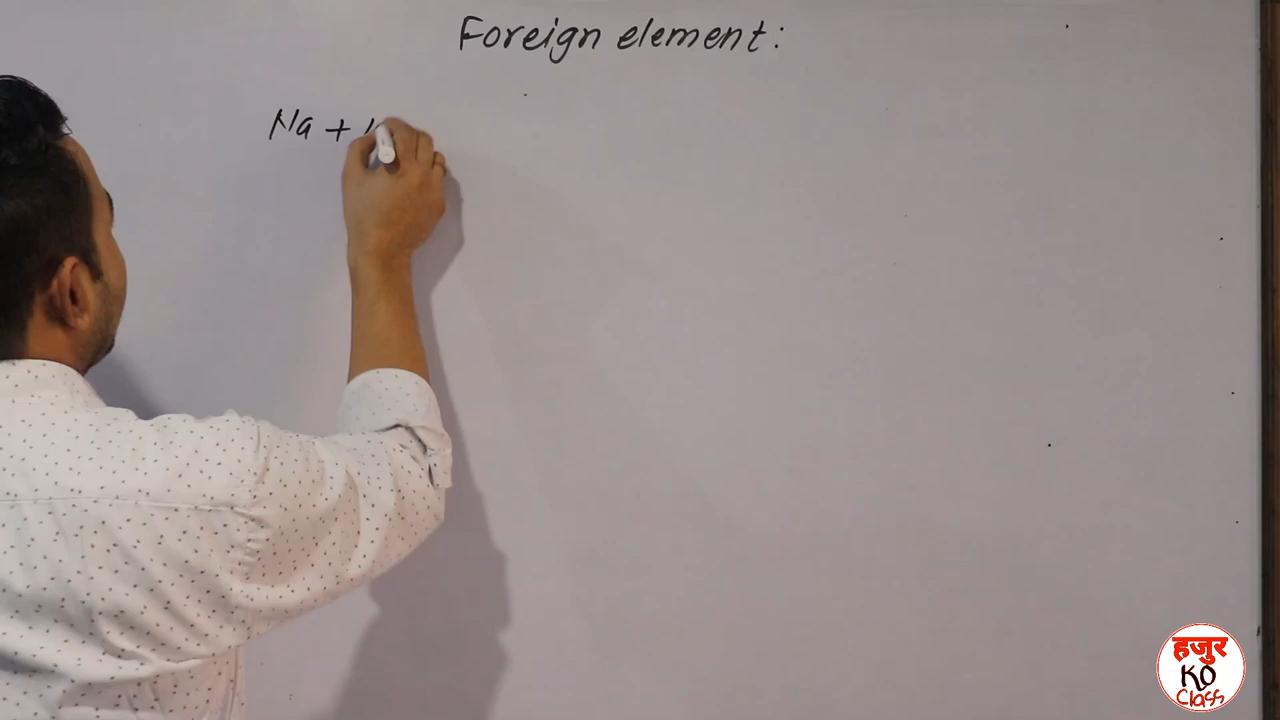 Foreign element:
Na +
हजुर
KO
Class